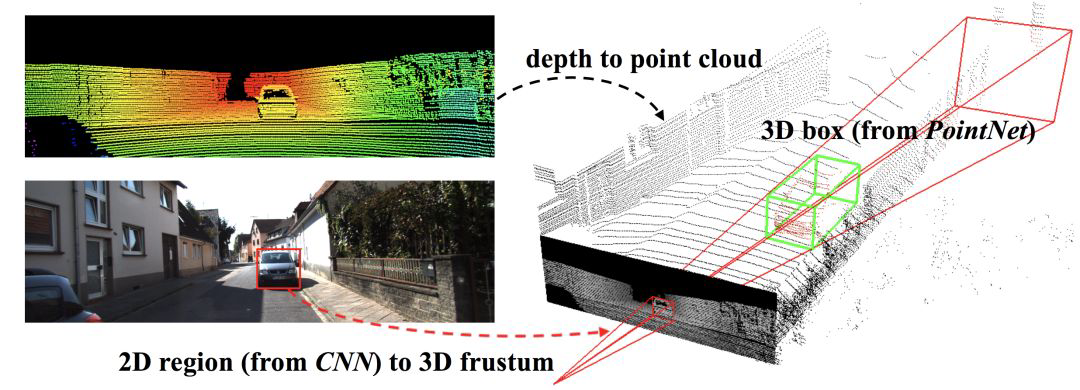 depth to point cloud
3D box (from PointNet)
2D region (from CNN) to 3D frustum